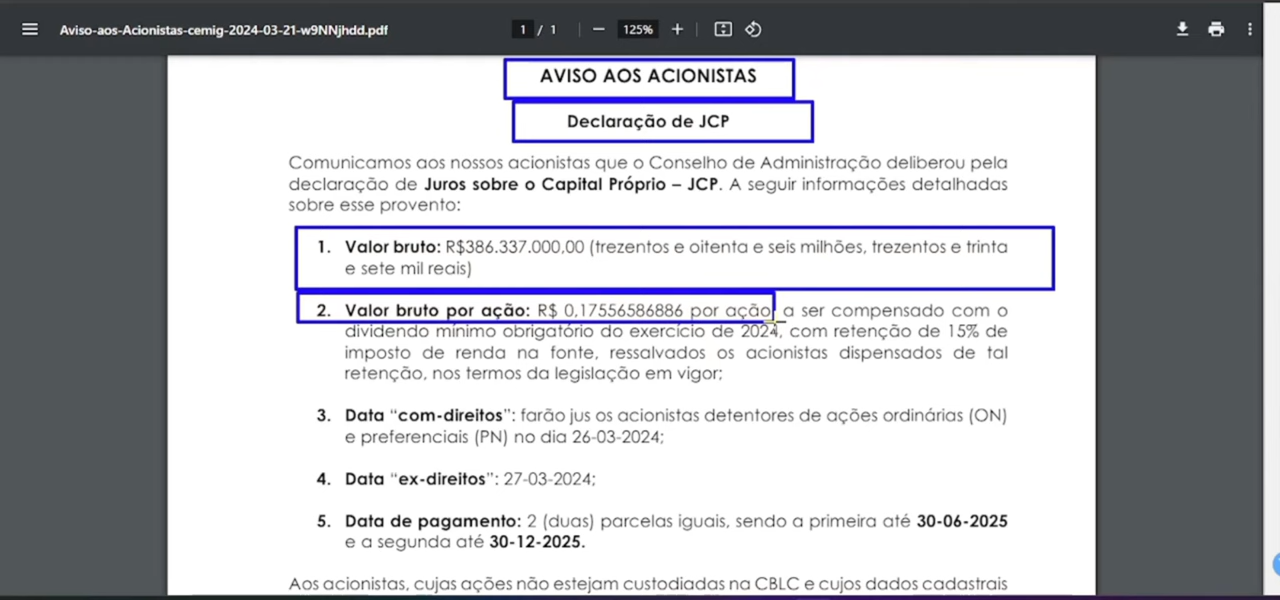 Aviso-aos-Acionistas-cemig-2024-03-21-w9NNjhdd.pdf
1 / 1
125%
AVISO AOS ACIONISTAS
Declaração de JCP
Comunicamos aos nossos acionistas que o Conselho de Administração deliberou pela
declaração de Juros sobre o Capital Próprio – JCP. A seguir informações detalhadas
sobre esse provento:
1. Valor bruto: R$386.337.000,00 (trezentos e oitenta e seis milhões, trezentos e trinta
e sete mil reais)
2. Valor bruto por ação: R$ 0,17556586886 por ação, a ser compensado com o
dividendo mínimo obrigatório do exercício de 2024, com retenção de 15% de
imposto de renda na fonte, ressalvados os acionistas dispensados de tal
retenção, nos termos da legislação em vigor;
3. Data “com-direitos”: farão jus os acionistas detentores de ações ordinárias (ON)
e preferenciais (PN) no dia 26-03-2024;
4. Data “ex-direitos”: 27-03-2024;
5. Data de pagamento: 2 (duas) parcelas iguais, sendo a primeira até 30-06-2025
e a segunda até 30-12-2025.
Aos acionistas, cujas ações não estejam custodiadas na CBLC e cujos dados cadastrais